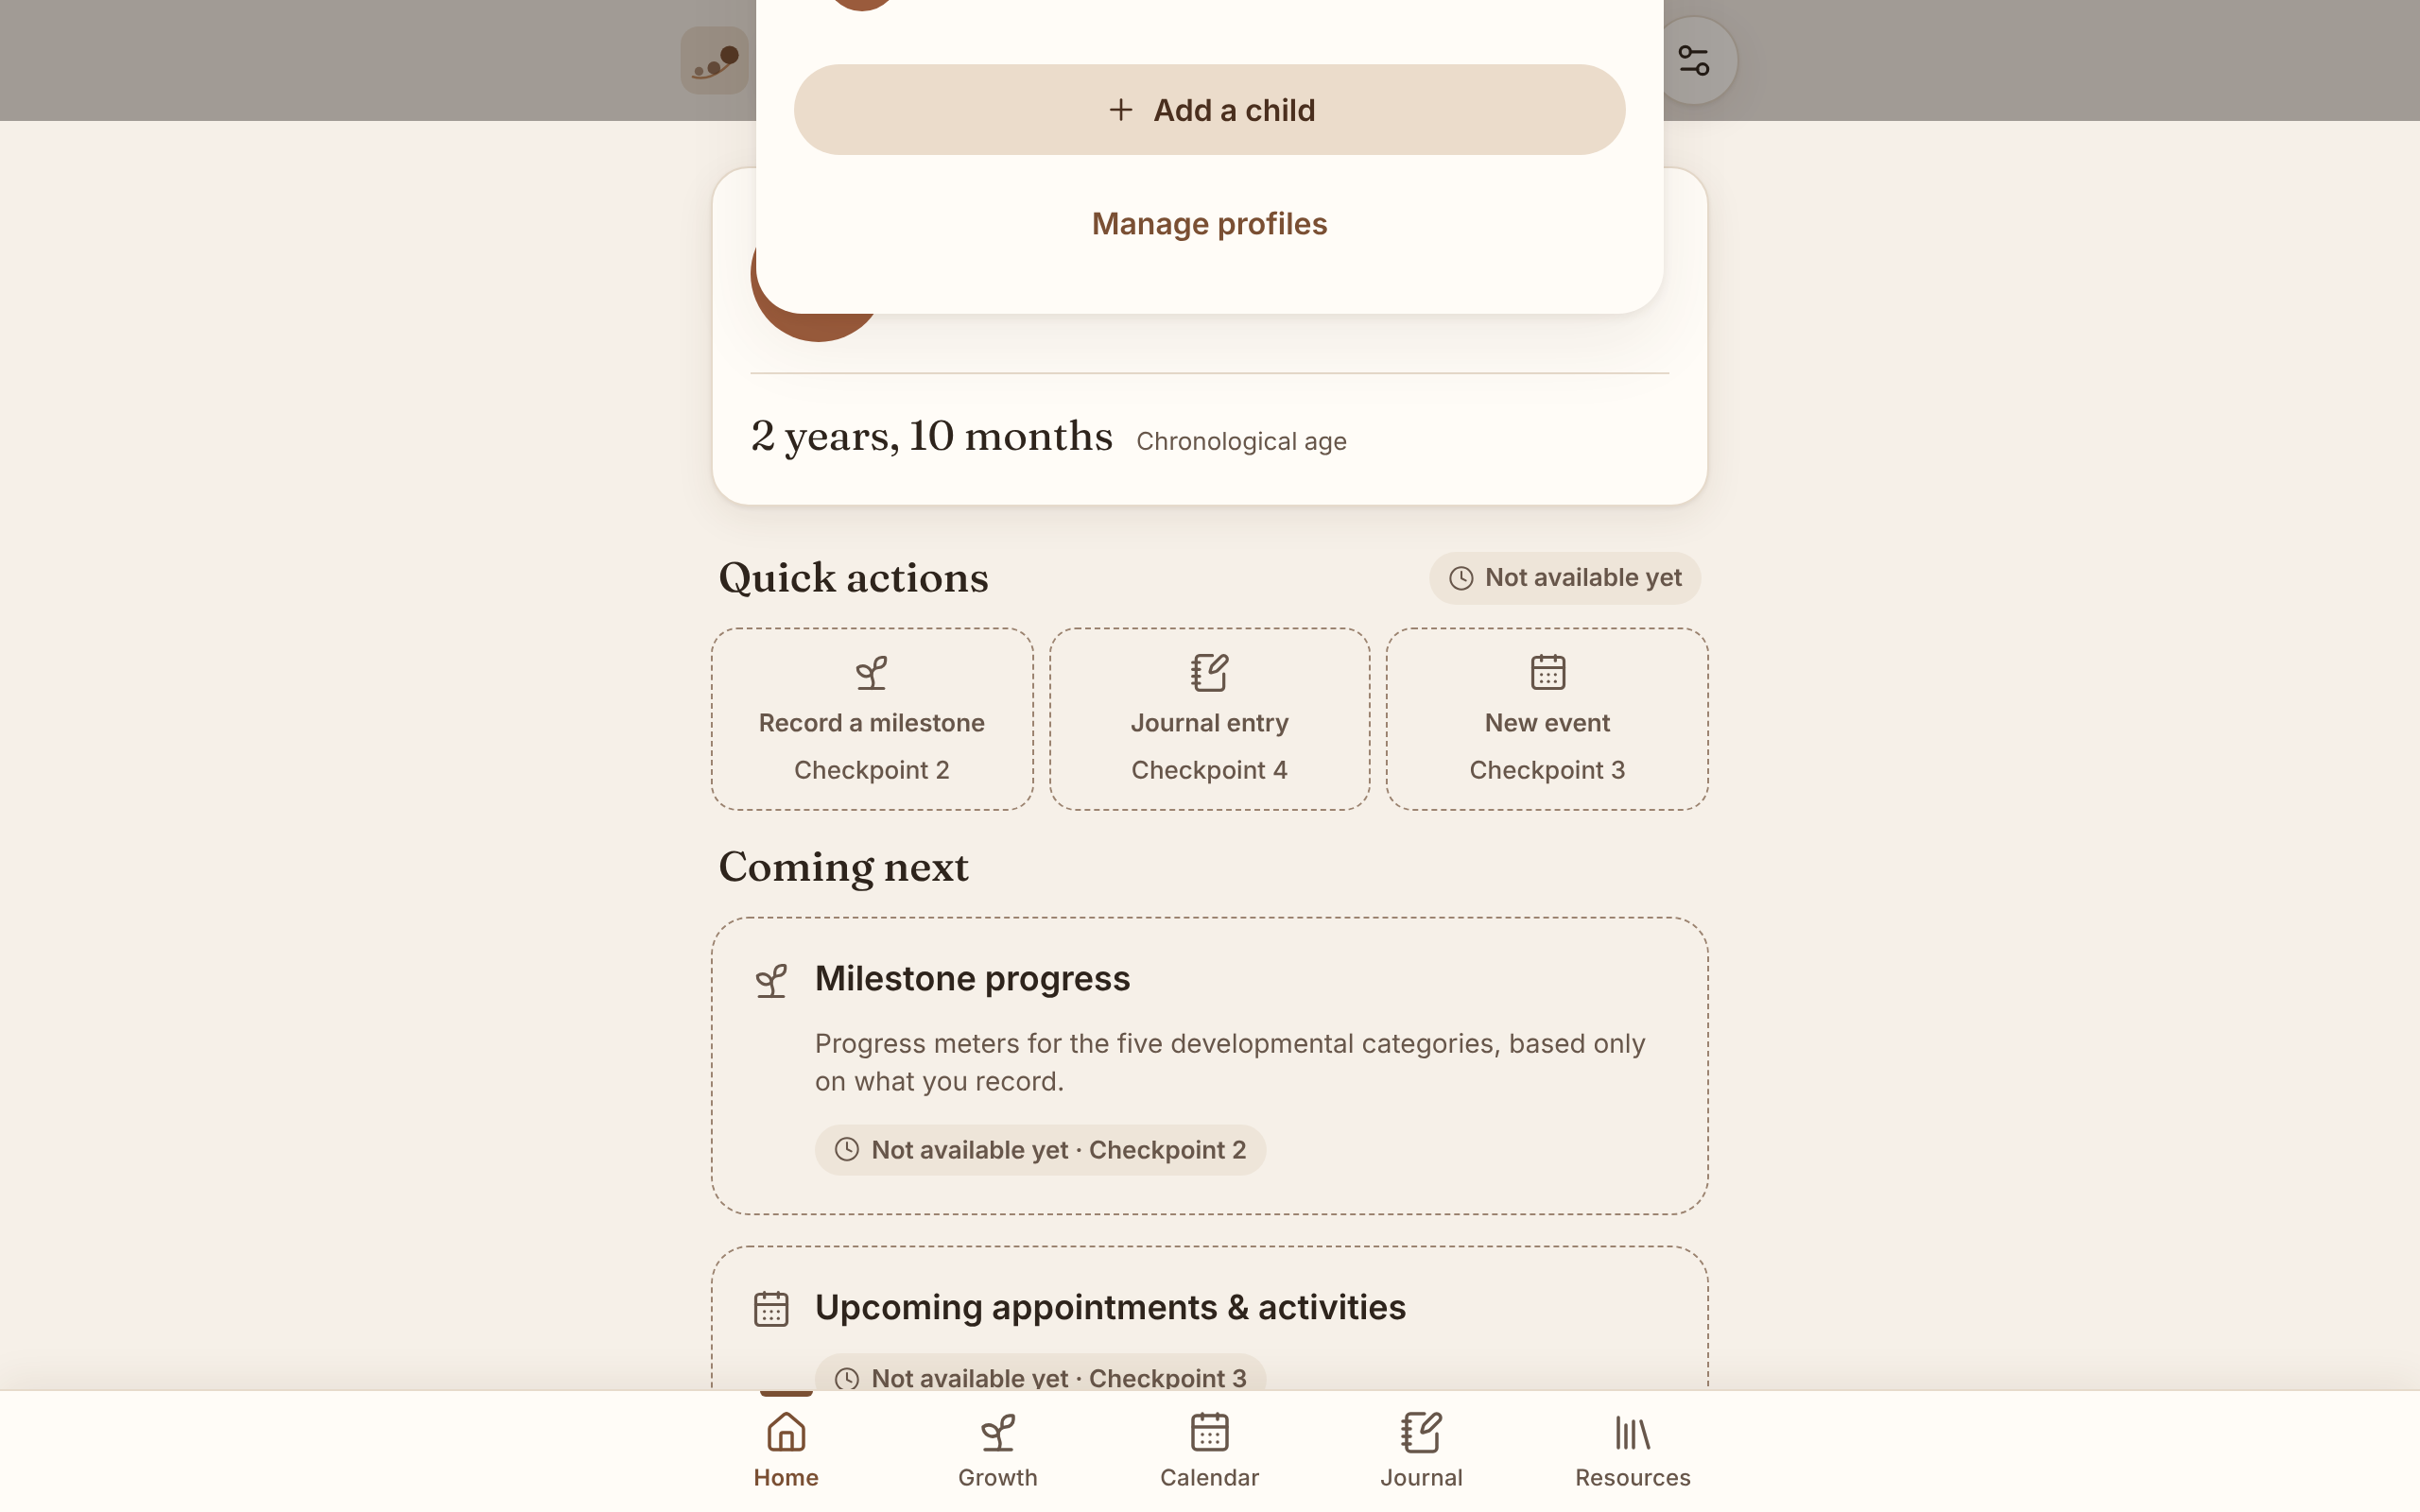 Add a child
Manage profiles
2 years, 10 months Chronological age
Quick actions
Not available yet
Record a milestone
Checkpoint 2
Journal entry
Checkpoint 4
New event
Checkpoint 3
Coming next
Milestone progress
Progress meters for the five developmental categories, based only
on what you record.
Not available yet · Checkpoint 2
Upcoming appointments & activities
Not available yet · Checkpoint 3
Home
Growth
Calendar
Journal
Resources